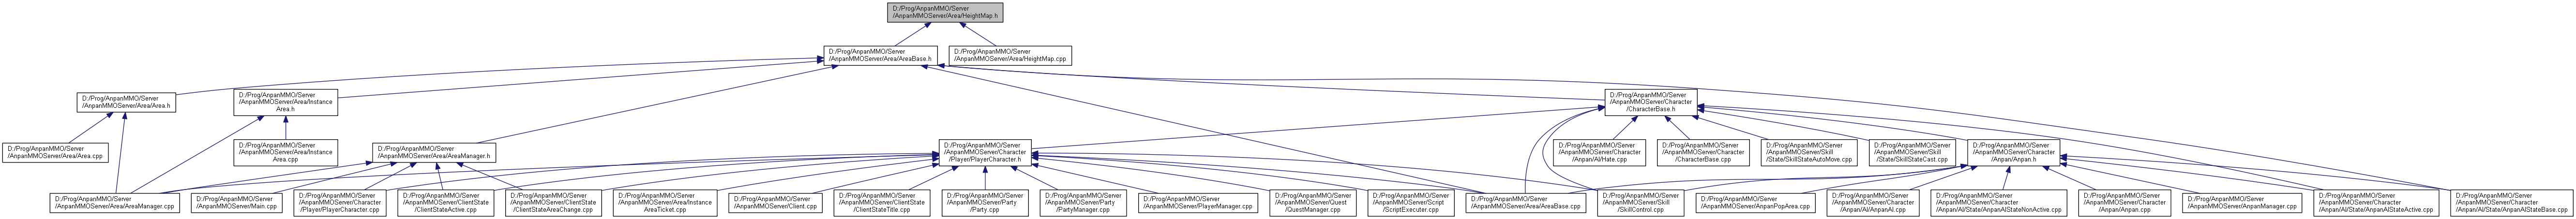 D:/Prog/AnpanMMO/Server
/AnpanMMOServer/Area/HeightMap.h
D:/Prog/AnpanMMO/Server
/AnpanMMOServer/Area/AreaBase.h
D:/Prog/AnpanMMO/Server
/AnpanMMOServer/Area/HeightMap.cpp
D:/Prog/AnpanMMO/Server
/AnpanMMOServer/Area/Area.h
D:/Prog/AnpanMMO/Server
/AnpanMMOServer/Area/Instance
Area.h
D:/Prog/AnpanMMO/Server
/AnpanMMOServer/Character
/CharacterBase.h
D:/Prog/AnpanMMO/Server
/AnpanMMOServer/Area/Area.cpp
D:/Prog/AnpanMMO/Server
/AnpanMMOServer/Area/Instance
Area.cpp
D:/Prog/AnpanMMO/Server
/AnpanMMOServer/Area/AreaManager.h
D:/Prog/AnpanMMO/Server
/AnpanMMOServer/Character
/Player/PlayerCharacter.h
D:/Prog/AnpanMMO/Server
/AnpanMMOServer/Character
/Anpan/AI/Hate.cpp
D:/Prog/AnpanMMO/Server
/AnpanMMOServer/Character
/CharacterBase.cpp
D:/Prog/AnpanMMO/Server
/AnpanMMOServer/Skill
/State/SkillStateAutoMove.cpp
D:/Prog/AnpanMMO/Server
/AnpanMMOServer/Skill
/State/SkillStateCast.cpp
D:/Prog/AnpanMMO/Server
/AnpanMMOServer/Character
/Anpan/Anpan.h
D:/Prog/AnpanMMO/Server
/AnpanMMOServer/Area/AreaManager.cpp
D:/Prog/AnpanMMO/Server
/AnpanMMOServer/Main.cpp
D:/Prog/AnpanMMO/Server
/AnpanMMOServer/Character
/Player/PlayerCharacter.cpp
D:/Prog/AnpanMMO/Server
/AnpanMMOServer/ClientState
/ClientStateActive.cpp
D:/Prog/AnpanMMO/Server
/AnpanMMOServer/ClientState
/ClientStateAreaChange.cpp
D:/Prog/AnpanMMO/Server
/AnpanMMOServer/Area/Instance
AreaTicket.cpp
D:/Prog/AnpanMMO/Server
/AnpanMMOServer/Client.cpp
D:/Prog/AnpanMMO/Server
/AnpanMMOServer/ClientState
/ClientStateTitle.cpp
D:/Prog/AnpanMMO/Server
/AnpanMMOServer/Party
/Party.cpp
D:/Prog/AnpanMMO/Server
/AnpanMMOServer/Party
/PartyManager.cpp
D:/Prog/AnpanMMO/Server
/AnpanMMOServer/PlayerManager.cpp
D:/Prog/AnpanMMO/Server
/AnpanMMOServer/Quest
/QuestManager.cpp
D:/Prog/AnpanMMO/Server
/AnpanMMOServer/Script
/ScriptExecuter.cpp
D:/Prog/AnpanMMO/Server
/AnpanMMOServer/Area/AreaBase.cpp
D:/Prog/AnpanMMO/Server
/AnpanMMOServer/Skill
/SkillControl.cpp
D:/Prog/AnpanMMO/Server
/AnpanMMOServer/AnpanPopArea.cpp
D:/Prog/AnpanMMO/Server
/AnpanMMOServer/Character
/Anpan/AI/AnpanAI.cpp
D:/Prog/AnpanMMO/Server
/AnpanMMOServer/Character
/Anpan/AI/State/AnpanAIStateNonActive.cpp
D:/Prog/AnpanMMO/Server
/AnpanMMOServer/Character
/Anpan/Anpan.cpp
D:/Prog/AnpanMMO/Server
/AnpanMMOServer/AnpanManager.cpp
D:/Prog/AnpanMMO/Server
/AnpanMMOServer/Character
/Anpan/AI/State/AnpanAIStateActive.cpp
D:/Prog/AnpanMMO/Server
/AnpanMMOServer/Character
/Anpan/AI/State/AnpanAIStateBase.cpp